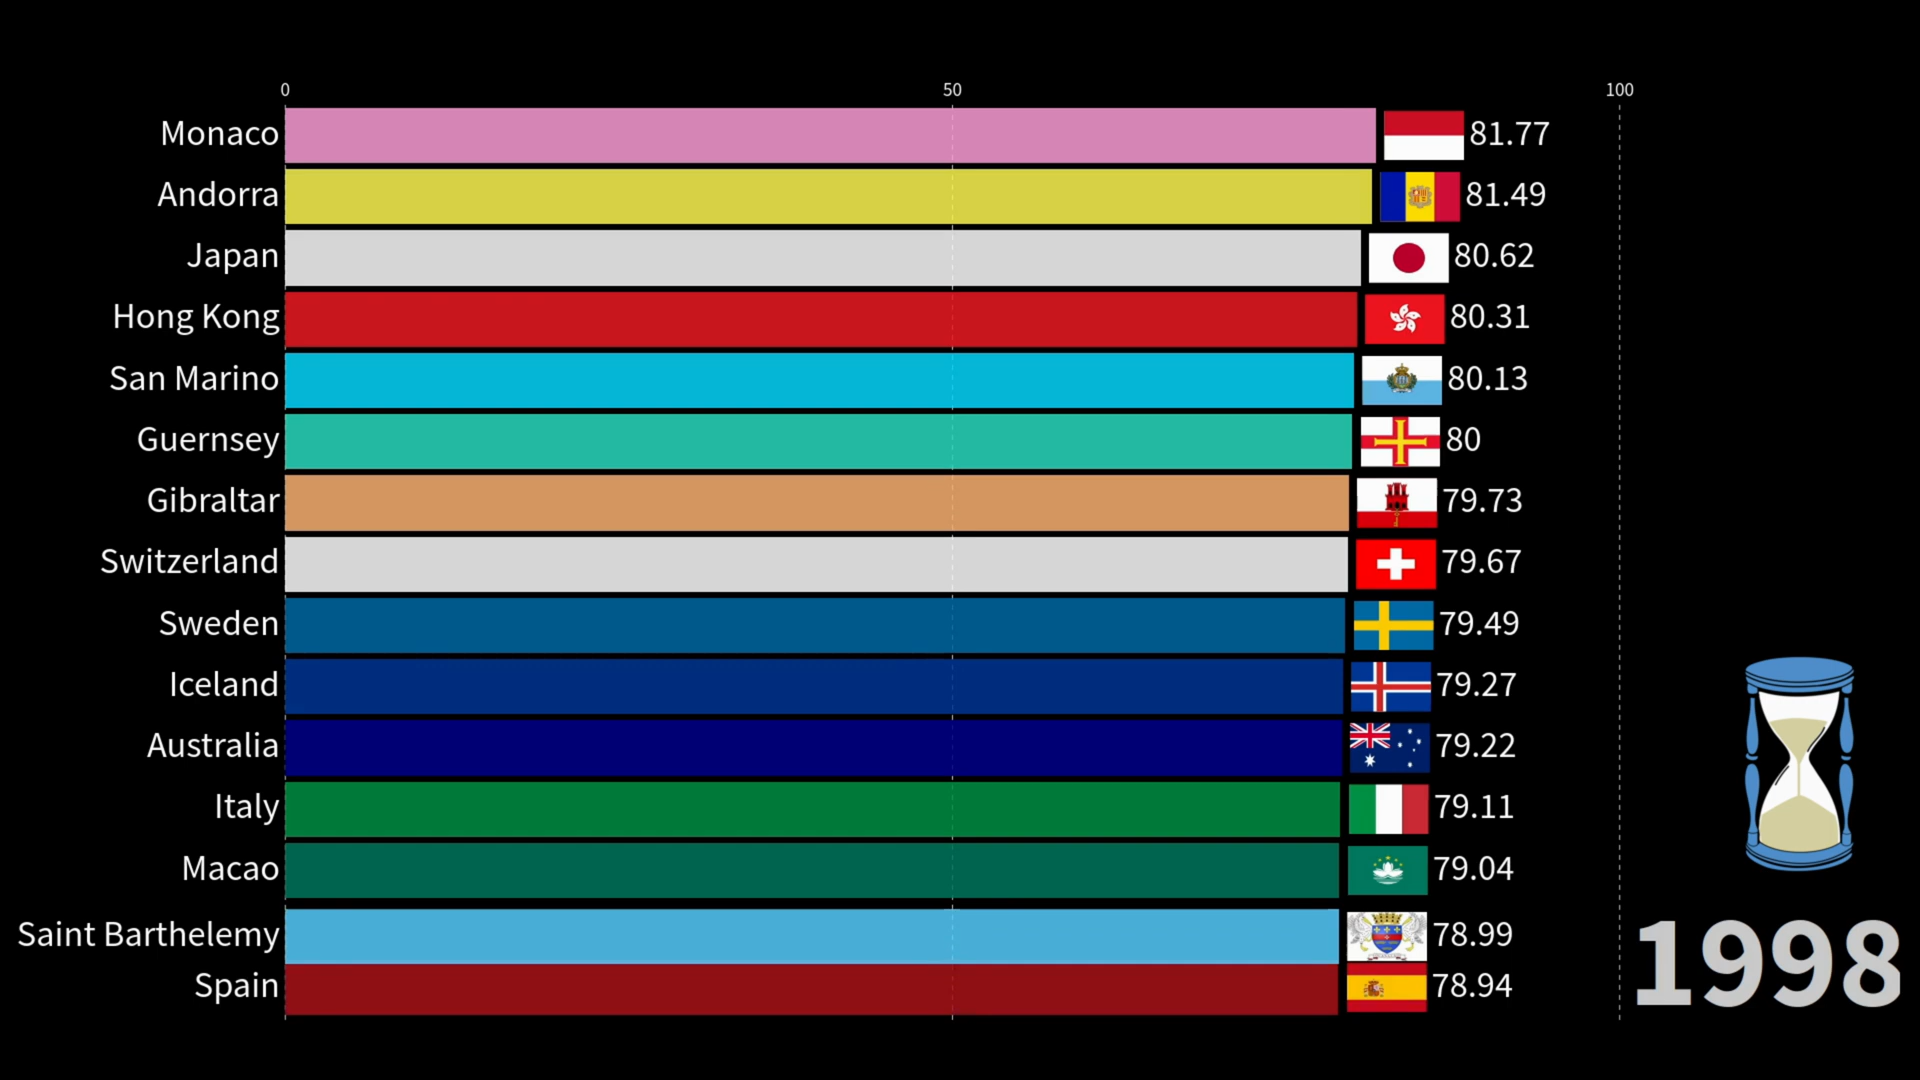 0 50 100
Monaco 81.77
Andorra 81.49
Japan 80.62
Hong Kong 80.31
San Marino 80.13
Guernsey 80
Gibraltar 79.73
Switzerland 79.67
Sweden 79.49
Iceland 79.27
Australia 79.22
Italy 79.11
Macao 79.04
Saint Barthelemy 78.99
Spain 78.94
1998